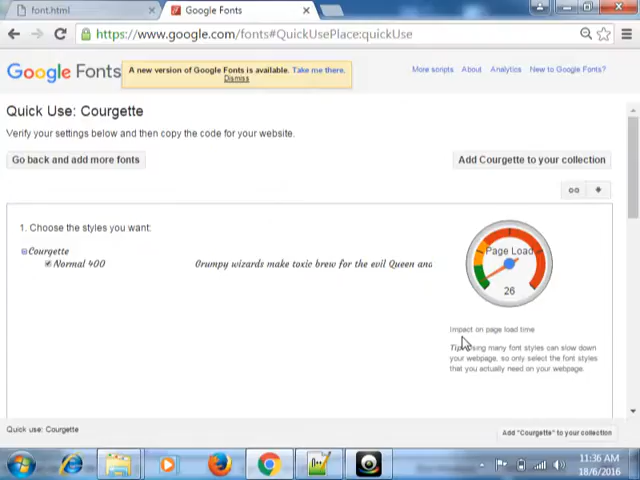 font.html
Google Fonts
https://www.google.com/fonts#QuickUsePlace:quickUse
Google Fonts
A new version of Google Fonts is available. Take me there.
Dismiss
More scripts
About
Analytics
New to Google Fonts?
Quick Use: Courgette
Verify your settings below and then copy the code for your website.
Go back and add more fonts
Add Courgette to your collection
1. Choose the styles you want:
Courgette
Normal 400
Grumpy wizards make toxic brew for the evil Queen and
Page Load
26
Impact on page load time
Tip: Using many font styles can slow down
your webpage, so only select the font styles
that you actually need on your webpage.
Quick use: Courgette
Add "Courgette" to your collection
11:36 AM
18/6/2016